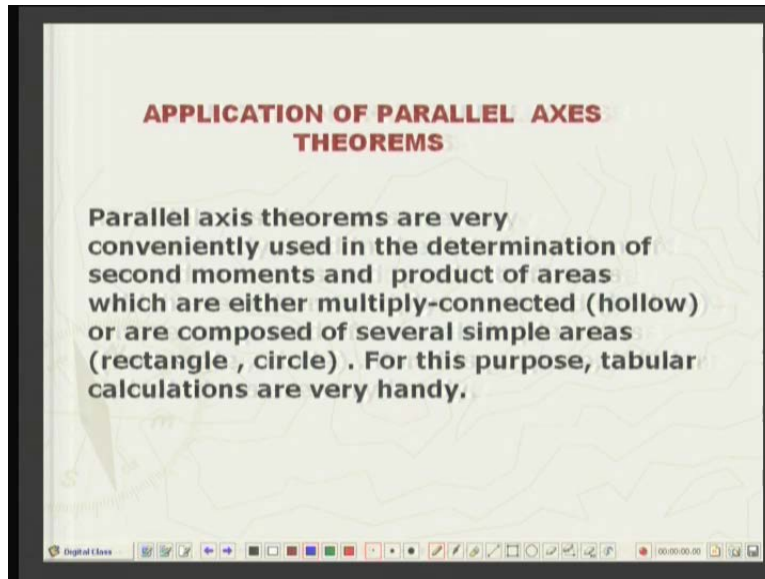 APPLICATION OF PARALLEL AXES
THEOREMS
Parallel axis theorems are very
conveniently used in the determination of
second moments and product of areas
which are either multiply-connected (hollow)
or are composed of several simple areas
(rectangle , circle) . For this purpose, tabular
calculations are very handy.
Digital Class
00:00:00.00